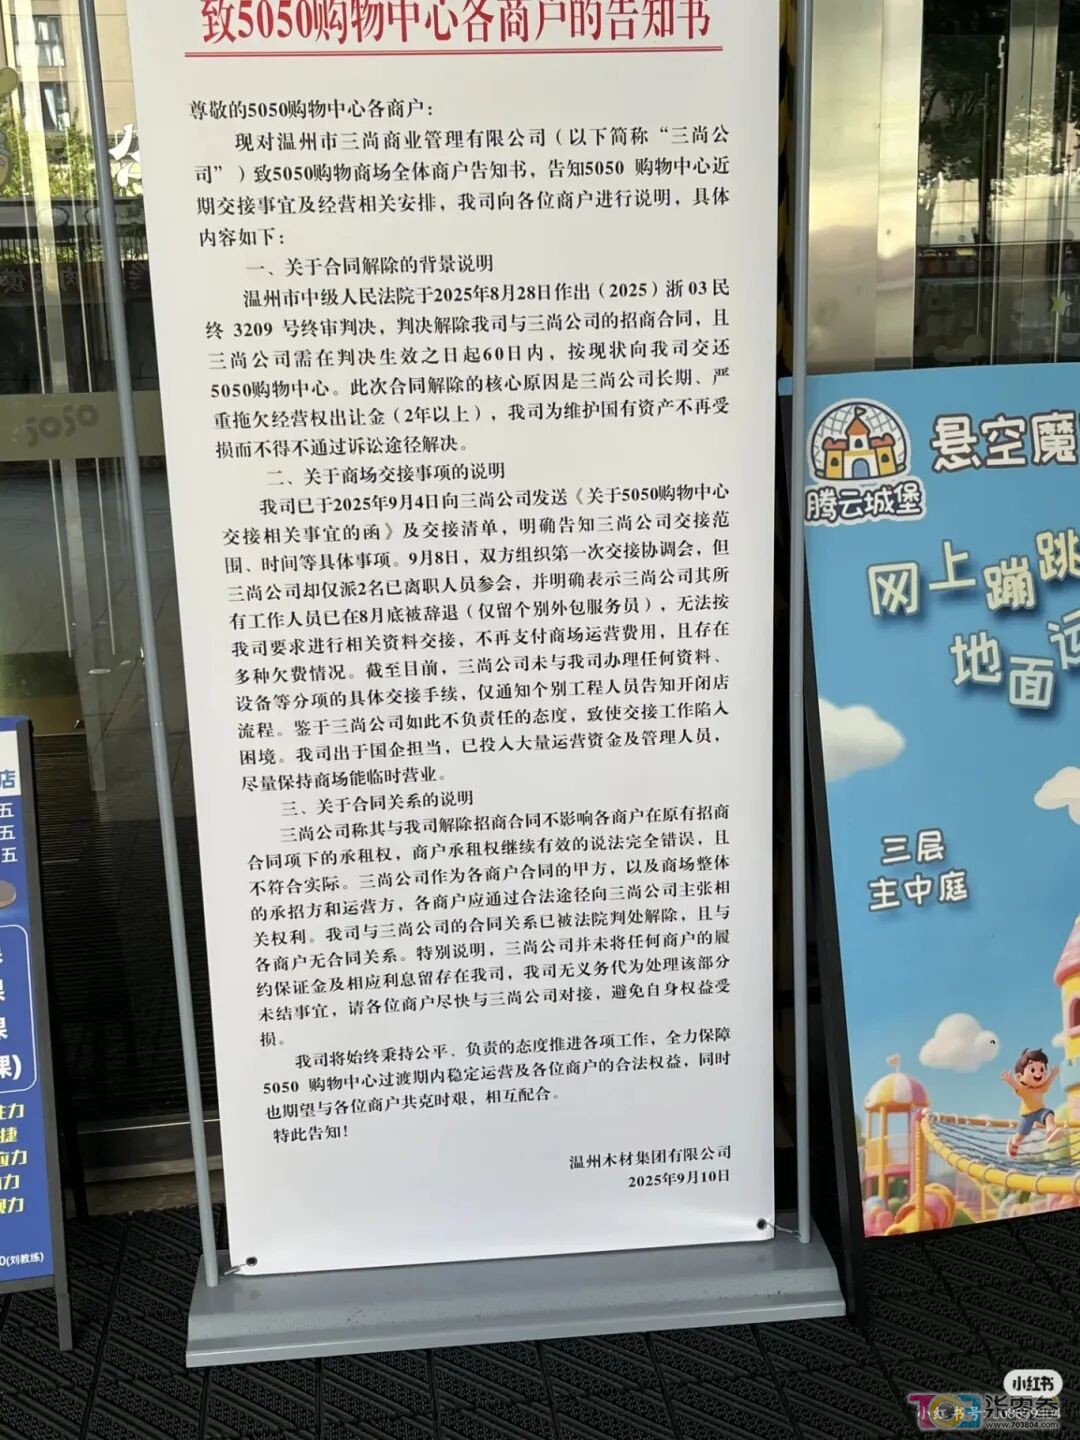 致5050购物中心各商户的告知书
尊敬的5050购物中心各商户：
现对温州市三尚商业管理有限公司（以下简称“三尚公
司”）致5050购物商场全体商户告知书，告知5050 购物中心近
期交接事宜及经营相关安排，我司向各位商户进行说明，具体
内容如下：
一、关于合同解除的背景说明
温州市中级人民法院于2025年8月28日作出（2025）浙 03 民
终 3209 号终审判决，判决解除我司与三尚公司的招商合同，且
三尚公司需在判决生效之日起60日内，按现状向我司交还
5050购物中心。此次合同解除的核心原因是三尚公司长期、严
重拖欠经营权出让金（2年以上），我司为维护国有资产不再受
损而不得不通过诉讼途径解决。
二、关于商场交接事项的说明
我司已于2025年9月4日向三尚公司发送《关于5050购物中心
交接相关事宜的函》及交接清单，明确告知三尚公司交接范
围、时间等具体事项。9月8日，双方组织第一次交接协调会，但
三尚公司却仅派2名已离职人员参会，并明确表示三尚公司其所
有工作人员已在8月底被辞退（仅留个别外包服务员），无法按
我司要求进行相关资料交接，不再支付商场运营费用，且存在
多种欠费情况。截至目前，三尚公司未与我司办理任何资料、
设备等分项的具体交接手续，仅通知个别工程人员告知开闭店
流程。鉴于三尚公司如此不负责任的态度，致使交接工作陷入
困境。我司出于国企担当，已投入大量运营资金及管理人员，
尽量保持商场能临时营业。
三、关于合同关系的说明
三尚公司称其与我司解除招商合同不影响各商户在原有招商
合同项下的承租权，商户承租权继续有效的说法完全错误，且
不符合实际。三尚公司作为各商户合同的甲方，以及商场整体
的承招方和运营方，各商户应通过合法途径向三尚公司主张相
关权利。我司与三尚公司的合同关系已被法院判处解除，且与
各商户无合同关系。特别说明，三尚公司并未将任何商户的履
约保证金及相应利息留存在我司，我司无义务代为处理该部分
未结事宜，请各位商户尽快与三尚公司对接，避免自身权益受
损。
我司将始终秉持公平、负责的态度推进各项工作，全力保障
5050 购物中心过渡期内稳定运营及各位商户的合法权益，同时
也期望与各位商户共克时艰，相互配合。
特此告知！
温州木材集团有限公司
2025年9月10日
5050
腾云城堡
悬空魔
网上蹦跳
地面运
三层
主中庭
店
五
五
五
课
课
课)
力
捷
应力
力
力
0(刘教练)
小红书
小红书号
www.703804.com